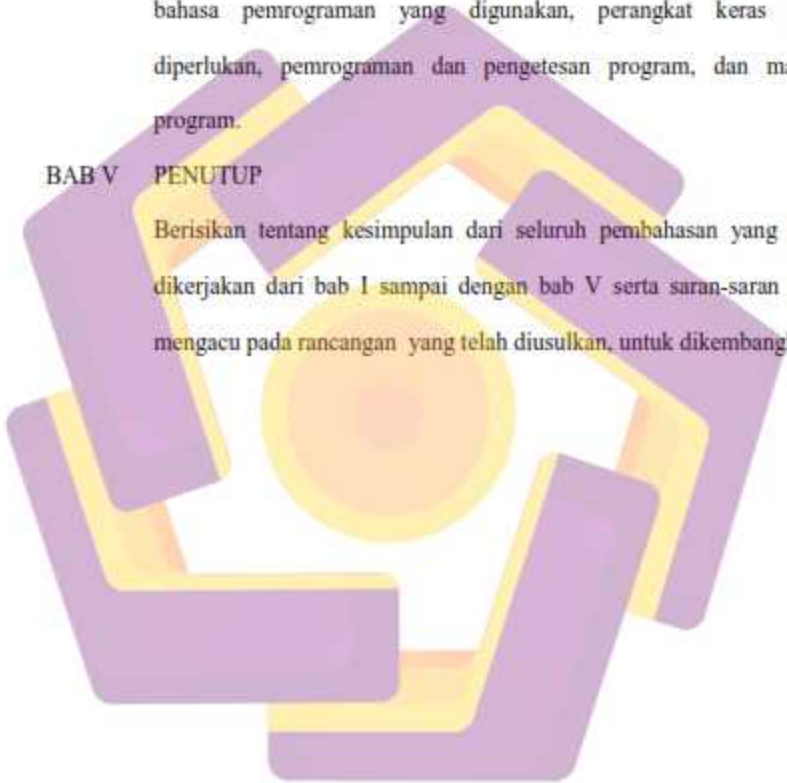 bahasa pemrograman yang digunakan, perangkat keras
diperlukan, pemrograman dan pengetesan program, dan
program.
BAB V PENUTUP
Berisikan tentang kesimpulan dari seluruh pembahasan yang
dikerjakan dari bab I sampai dengan bab V serta saran-saran
mengacu pada rancangan yang telah diusulkan, untuk